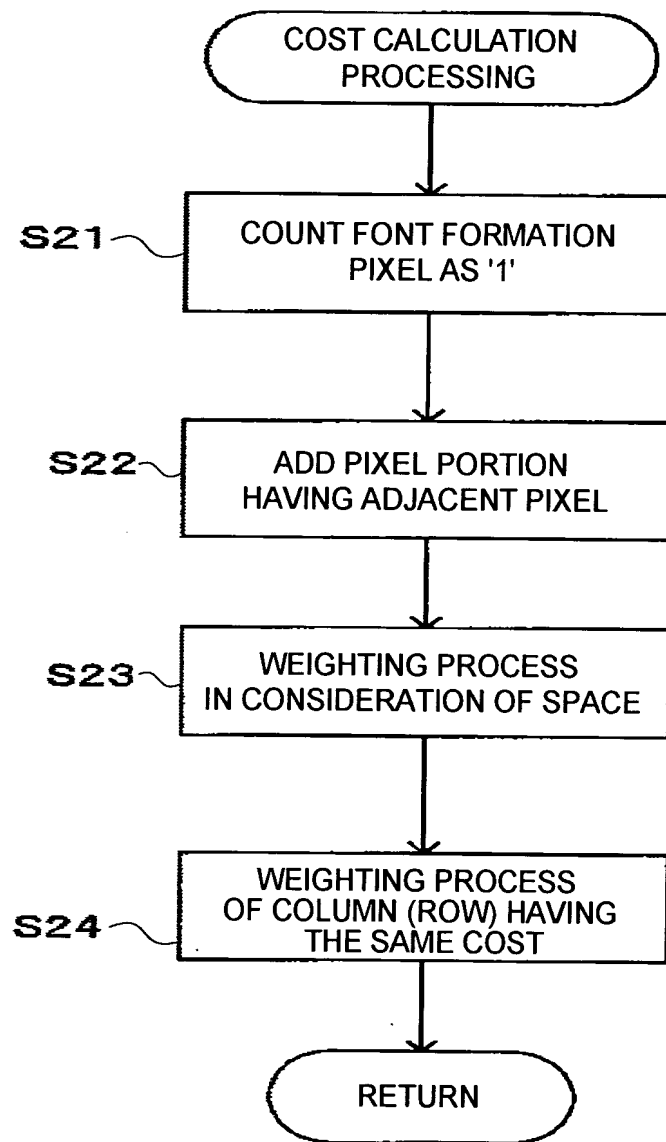 COST CALCULATION
PROCESSING
S21
COUNT FONT FORMATION
PIXEL AS '1'
S22
ADD PIXEL PORTION
HAVING ADJACENT PIXEL
S23
WEIGHTING PROCESS
IN CONSIDERATION OF SPACE
S24
WEIGHTING PROCESS
OF COLUMN (ROW) HAVING
THE SAME COST
RETURN